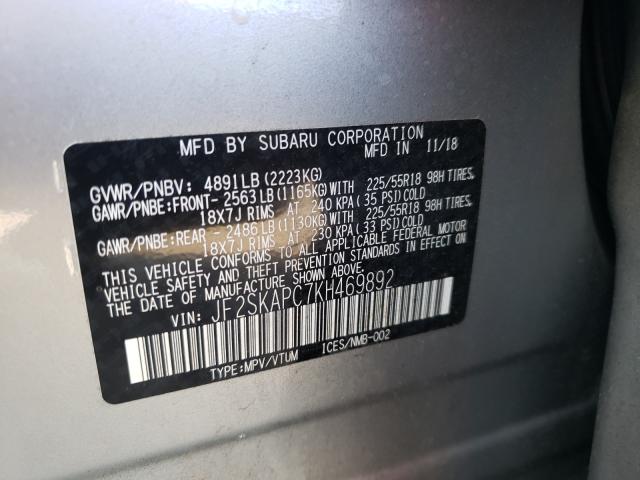 MFD BY SUBARU CORPORATION
MFD IN 11/18
GVWR/PNBV: 4891LB(2223KG)
GAWR/PNBE:FRONT- 2563LB(1165KG)WITH 225/55R18 98H TIRES,
18X7J RIMS AT 240 KPA(35 PSI)COLD
GAWR/PNBE:REAR - 2486LB(1130KG)WITH 225/55R18 98H TIRES,
18X7J RIMS AT 230 KPA(33 PSI)COLD
THIS VEHICLE CONFORMS TO ALL APPLICABLE FEDERAL MOTOR
VEHICLE SAFETY AND THEFT PREVENTION STANDARDS IN EFFECT ON
THE DATE OF MANUFACTURE SHOWN ABOVE.
VIN: JF2SKAPC7KH469892
TYPE:MPV/VTUM ICES/NMB-002